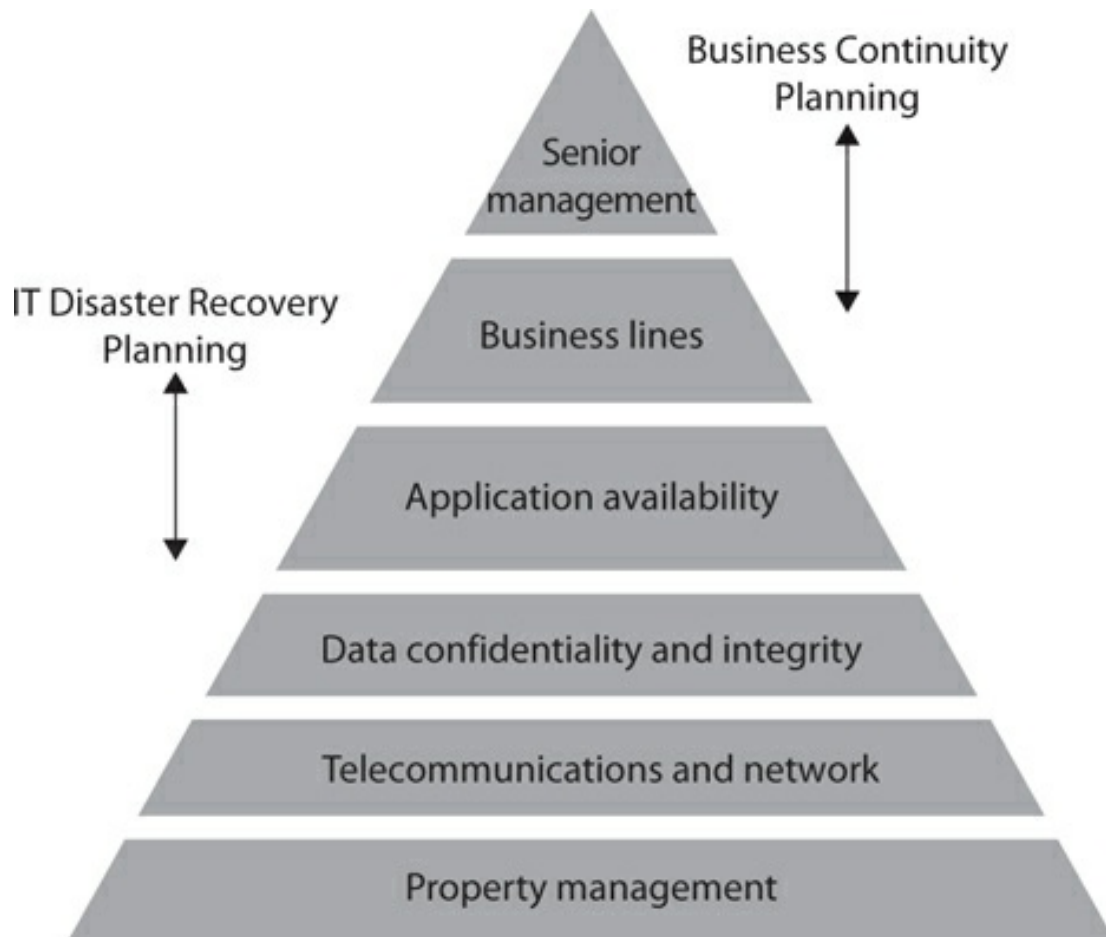 Business Continuity
Planning
Senior
management
IT Disaster Recovery
Planning
Business lines
Application availability
Data confidentiality and integrity
Telecommunications and network
Property management